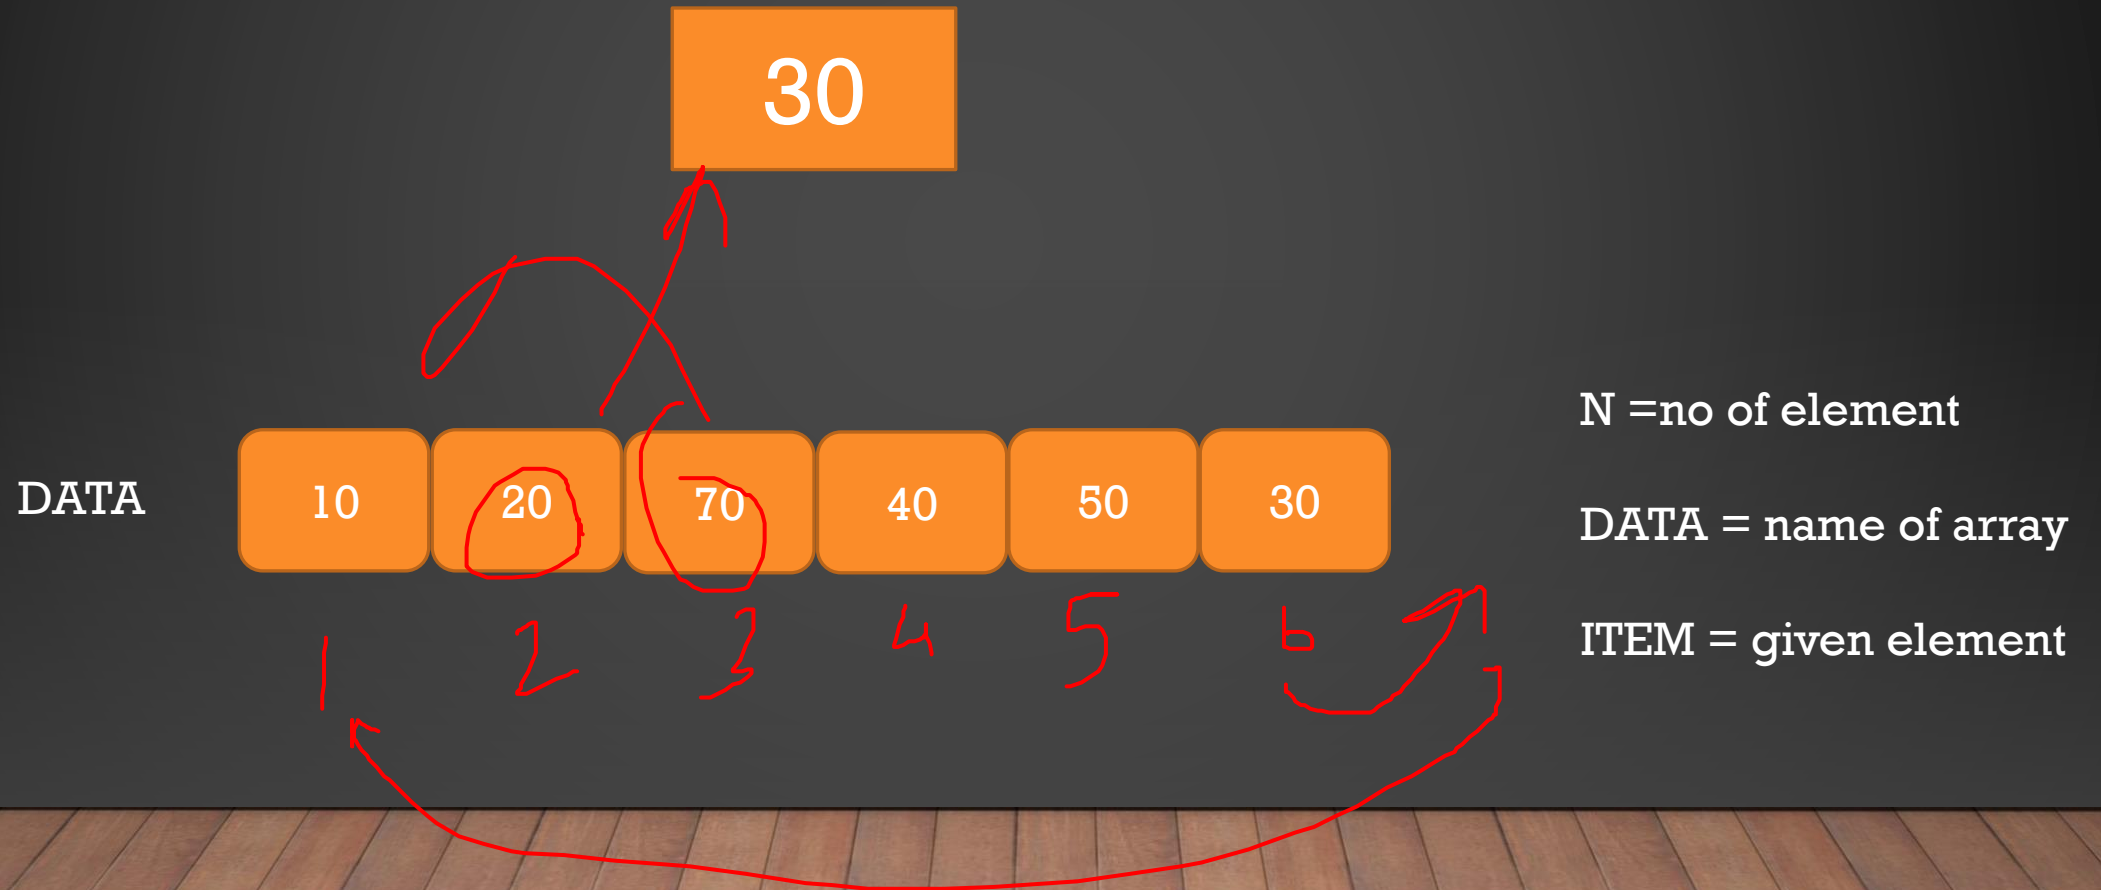 30
N =no of element
DATA 10 20 70 40 50 30
DATA = name of array
ITEM = given element
1 2 3 4 5 6